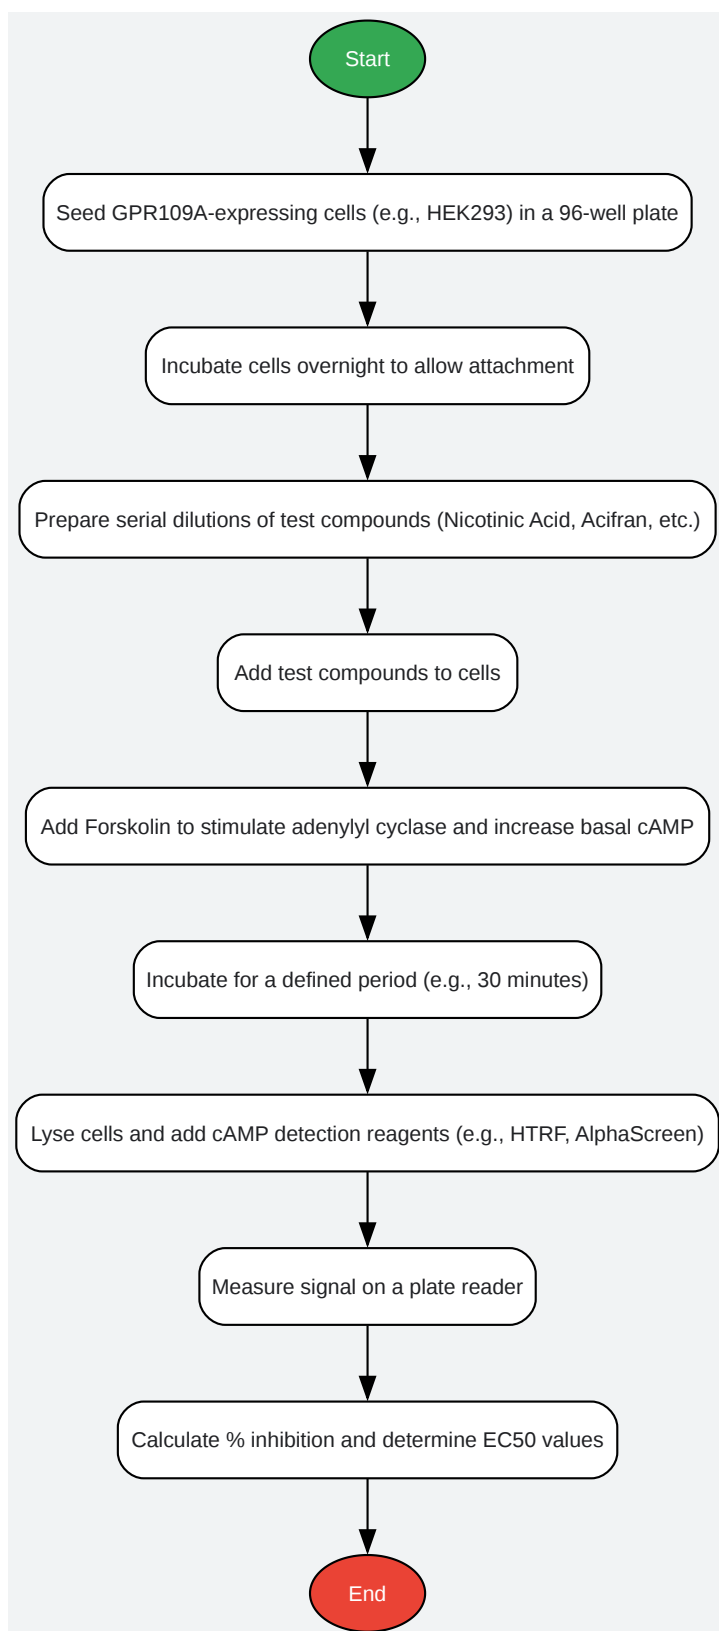 Start
Seed GPR109A-expressing cells (e.g., HEK293) in a 96-well plate
Incubate cells overnight to allow attachment
Prepare serial dilutions of test compounds (Nicotinic Acid, Acifran, etc.)
Add test compounds to cells
Add Forskolin to stimulate adenylyl cyclase and increase basal cAMP
Incubate for a defined period (e.g., 30 minutes)
Lyse cells and add cAMP detection reagents (e.g., HTRF, AlphaScreen)
Measure signal on a plate reader
Calculate % inhibition and determine EC50 values
End